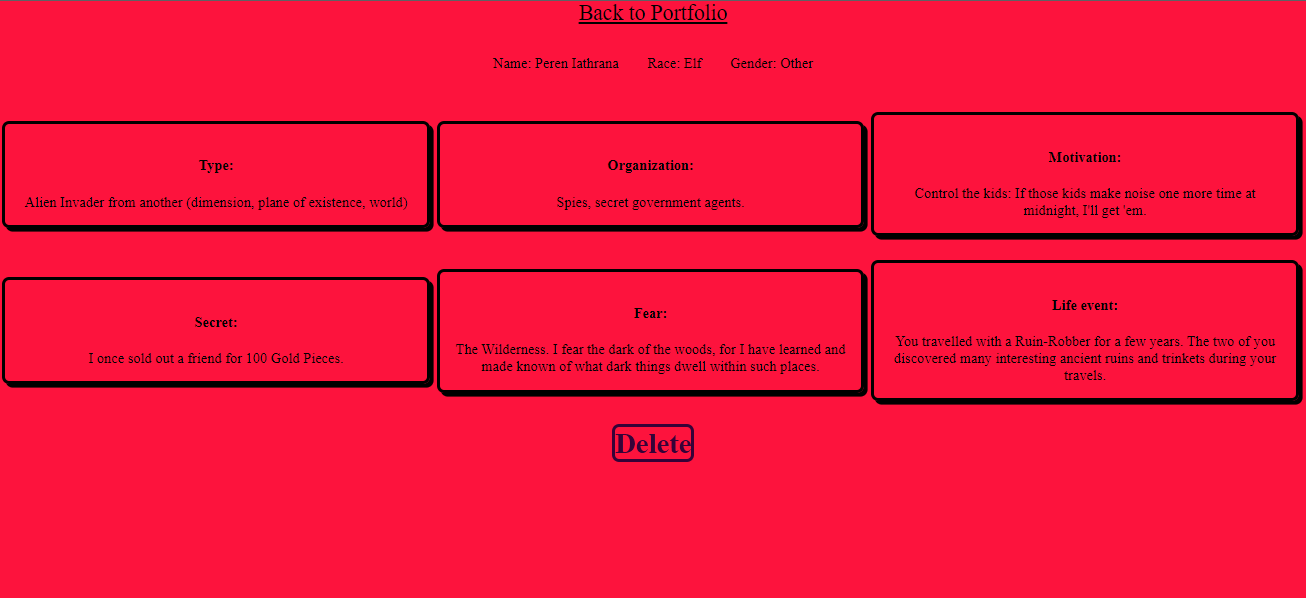 Back to Portfolio
Name: Peren Iathrana Race: Elf Gender: Other
Type:
Alien Invader from another (dimension, plane of existence, world)
Organization:
Spies, secret government agents.
Motivation:
Control the kids: If those kids make noise one more time at
midnight, I'll get 'em.
Secret:
I once sold out a friend for 100 Gold Pieces.
Fear:
The Wilderness. I fear the dark of the woods, for I have learned and
made known of what dark things dwell within such places.
Life event:
You travelled with a Ruin-Robber for a few years. The two of you
discovered many interesting ancient ruins and trinkets during your
travels.
Delete